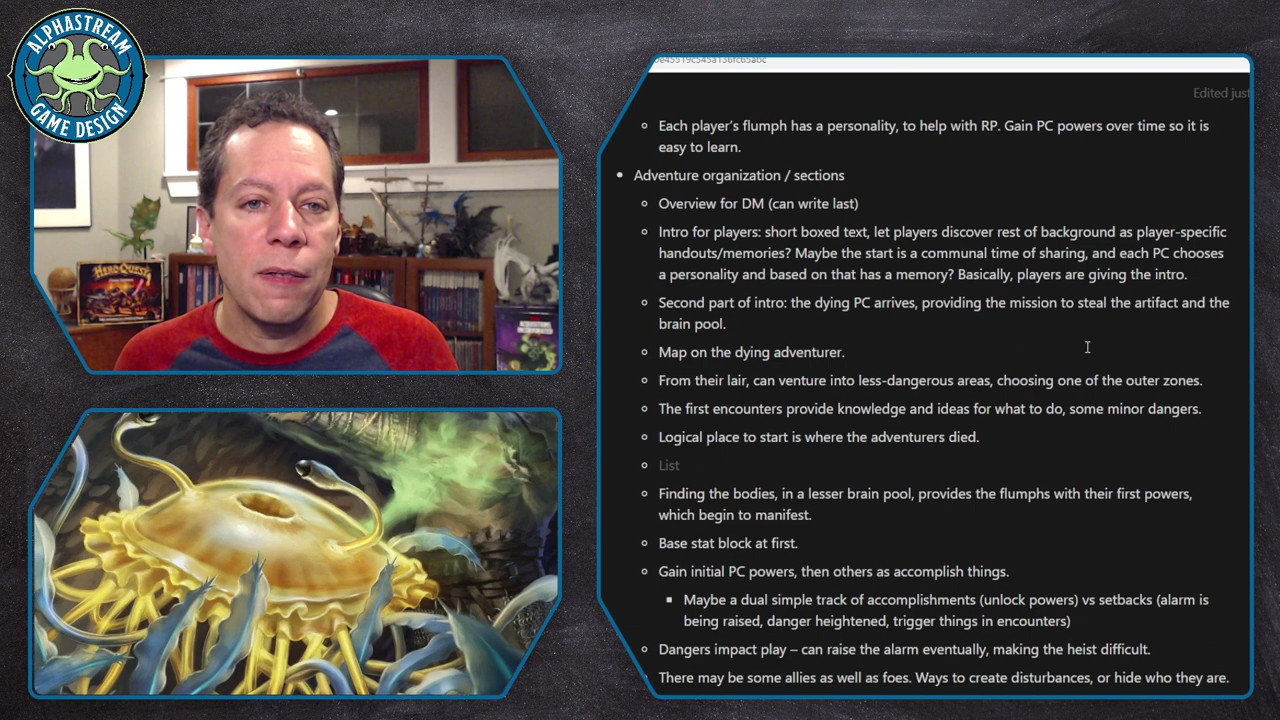 ALPHASTREAM
GAME DESIGN
HEROQUEST
Edited just
Each player’s flumph has a personality, to help with RP. Gain PC powers over time so it is
easy to learn.
Adventure organization / sections
Overview for DM (can write last)
Intro for players: short boxed text, let players discover rest of background as player-specific
handouts/memories? Maybe the start is a communal time of sharing, and each PC chooses
a personality and based on that has a memory? Basically, players are giving the intro.
Second part of intro: the dying PC arrives, providing the mission to steal the artifact and the
brain pool.
Map on the dying adventurer.
From their lair, can venture into less-dangerous areas, choosing one of the outer zones.
The first encounters provide knowledge and ideas for what to do, some minor dangers.
Logical place to start is where the adventurers died.
List
Finding the bodies, in a lesser brain pool, provides the flumphs with their first powers,
which begin to manifest.
Base stat block at first.
Gain initial PC powers, then others as accomplish things.
Maybe a dual simple track of accomplishments (unlock powers) vs setbacks (alarm is
being raised, danger heightened, trigger things in encounters)
Dangers impact play – can raise the alarm eventually, making the heist difficult.
There may be some allies as well as foes. Ways to create disturbances, or hide who they are.